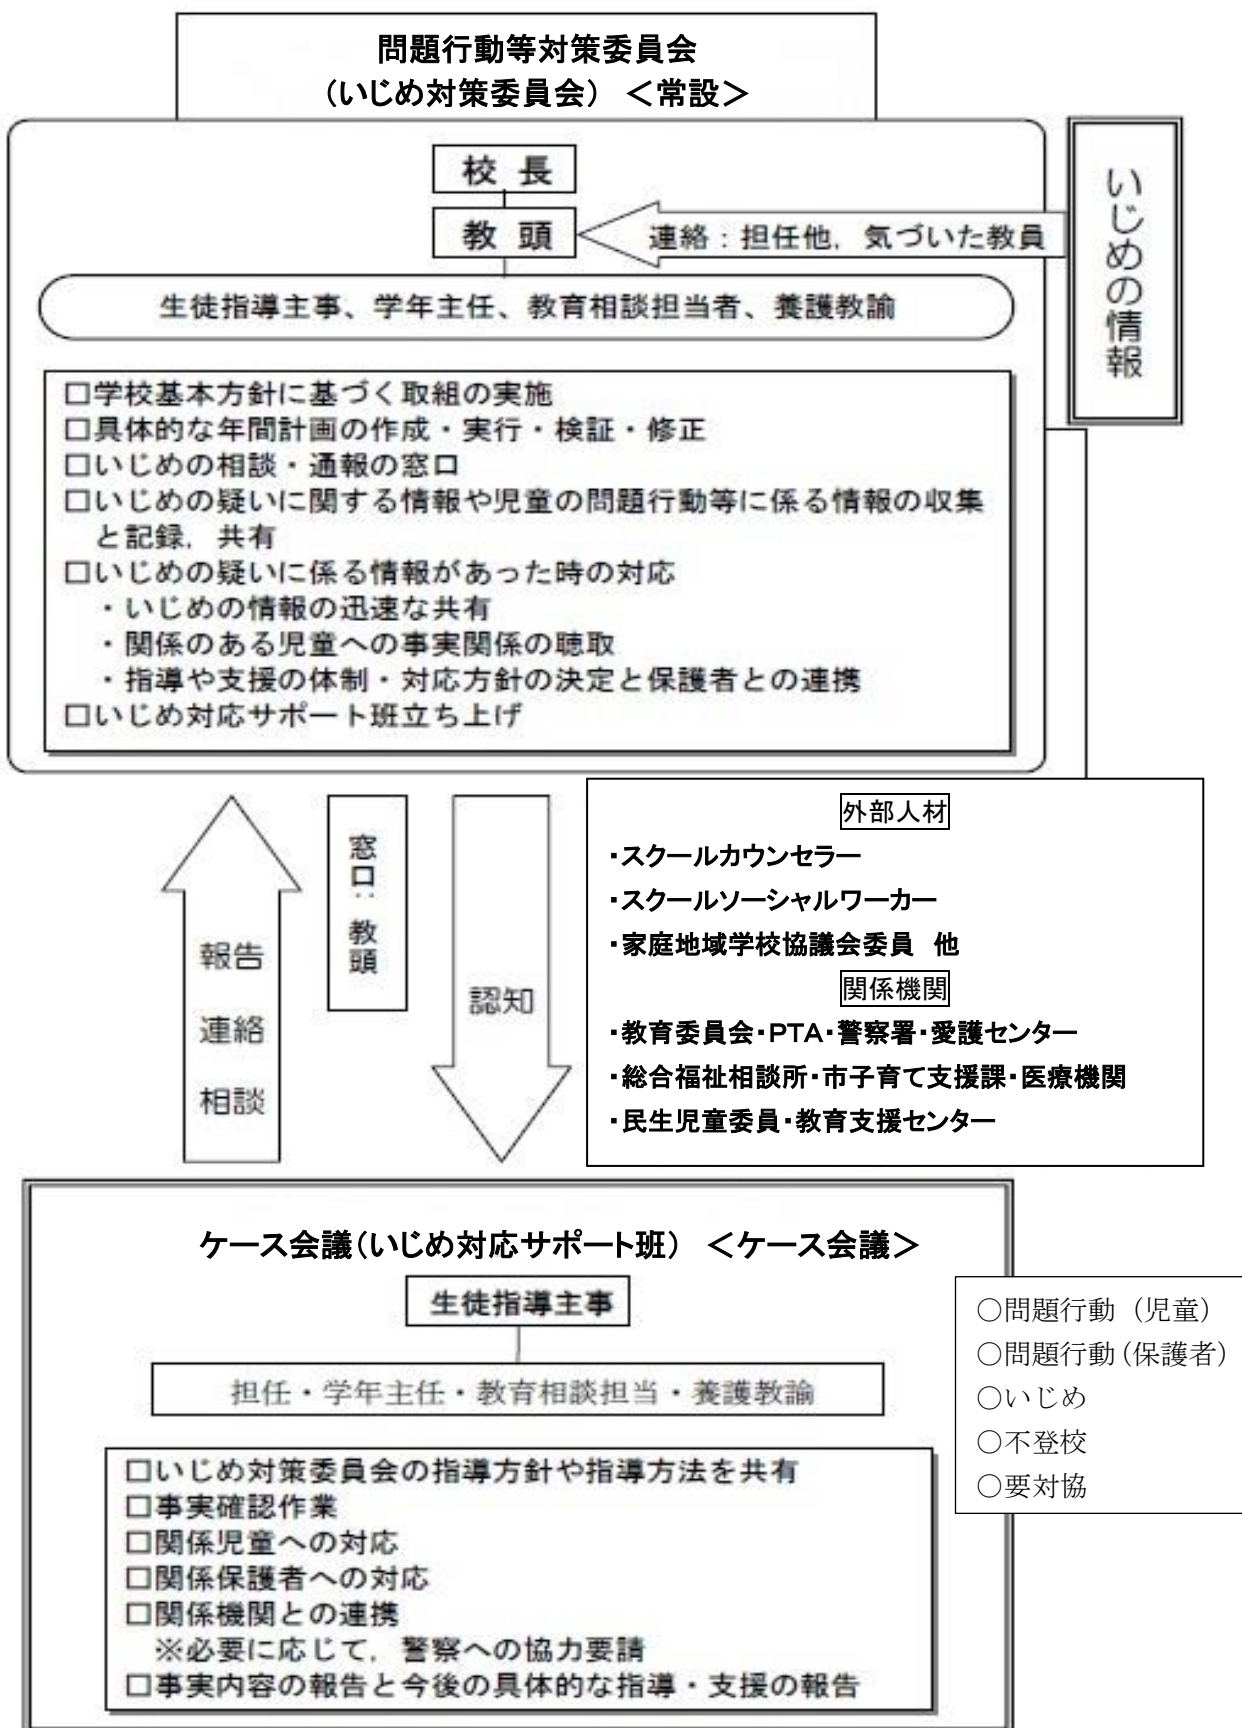 問題行動等対策委員会
(いじめ対策委員会) <常設>
校 長
教 頭
連絡：担任他，気づいた教員
いじめの情報
生徒指導主事、学年主任、教育相談担当者、養護教諭
□学校基本方針に基づく取組の実施
□具体的な年間計画の作成・実行・検証・修正
□いじめの相談・通報の窓口
□いじめの疑いに関する情報や児童の問題行動等に係る情報の収集
と記録，共有
□いじめの疑いに係る情報があった時の対応
・いじめの情報の迅速な共有
・関係のある児童への事実関係の聴取
・指導や支援の体制・対応方針の決定と保護者との連携
□いじめ対応サポート班立ち上げ
報告
連絡
相談
窓口：教頭
認知
外部人材
・スクールカウンセラー
・スクールソーシャルワーカー
・家庭地域学校協議会委員 他
関係機関
・教育委員会・PTA・警察署・愛護センター
・総合福祉相談所・市子育て支援課・医療機関
・民生児童委員・教育支援センター
ケース会議(いじめ対応サポート班) <ケース会議>
生徒指導主事
担任・学年主任・教育相談担当・養護教諭
□いじめ対策委員会の指導方針や指導方法を共有
□事実確認作業
□関係児童への対応
□関係保護者への対応
□関係機関との連携
※必要に応じて，警察への協力要請
□事実内容の報告と今後の具体的な指導・支援の報告
○問題行動 (児童)
○問題行動(保護者)
○いじめ
○不登校
○要対協